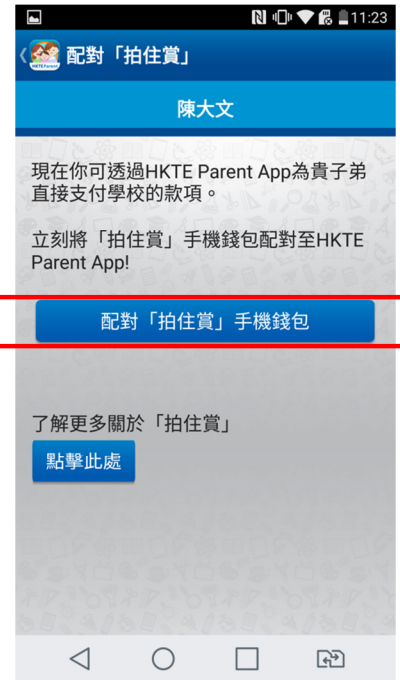 11:23
配對「拍住賞」
HKTE Parent
陳大文
現在你可透過HKTE Parent App為貴子弟
直接支付學校的款項。
立刻將「拍住賞」手機錢包配對至HKTE
Parent App!
配對「拍住賞」手機錢包
了解更多關於「拍住賞」
點擊此處